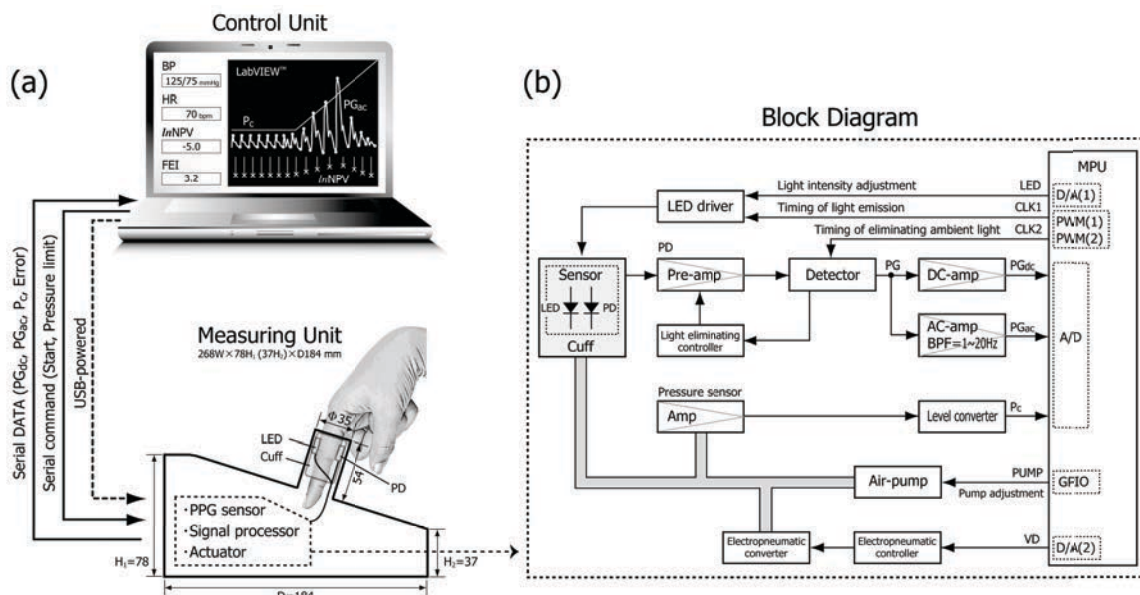 Control Unit
(a)
BP
125/75 mmHg
HR
70 bpm
lnNPV
-5.0
FEI
3.2
LabVIEW™
PGac
Pc
lnNPV
Serial DATA (PGdc, PGac, Pc, Error)
Serial command (Start, Pressure limit)
USB-powered
Measuring Unit
268W×78H₁ (37H₂)×D184 mm
Φ35
LED
Cuff
54
PD
·PPG sensor
·Signal processor
·Actuator
H₁=78
H₂=37
D=184
(b)
Block Diagram
MPU
Light intensity adjustment
LED
D/A(1)
LED driver
Timing of light emission
CLK1
PWM(1)
Timing of eliminating ambient light
CLK2
PWM(2)
Sensor
LED
PD
Cuff
PD
Pre-amp
Detector
PG
DC-amp
PGdc
Light eliminating
controller
AC-amp
BPF=1~20Hz
PGac
A/D
Pressure sensor
Amp
Level converter
Pc
Air-pump
PUMP
Pump adjustment
GFIO
Electropneumatic
converter
Electropneumatic
controller
VD
D/A(2)